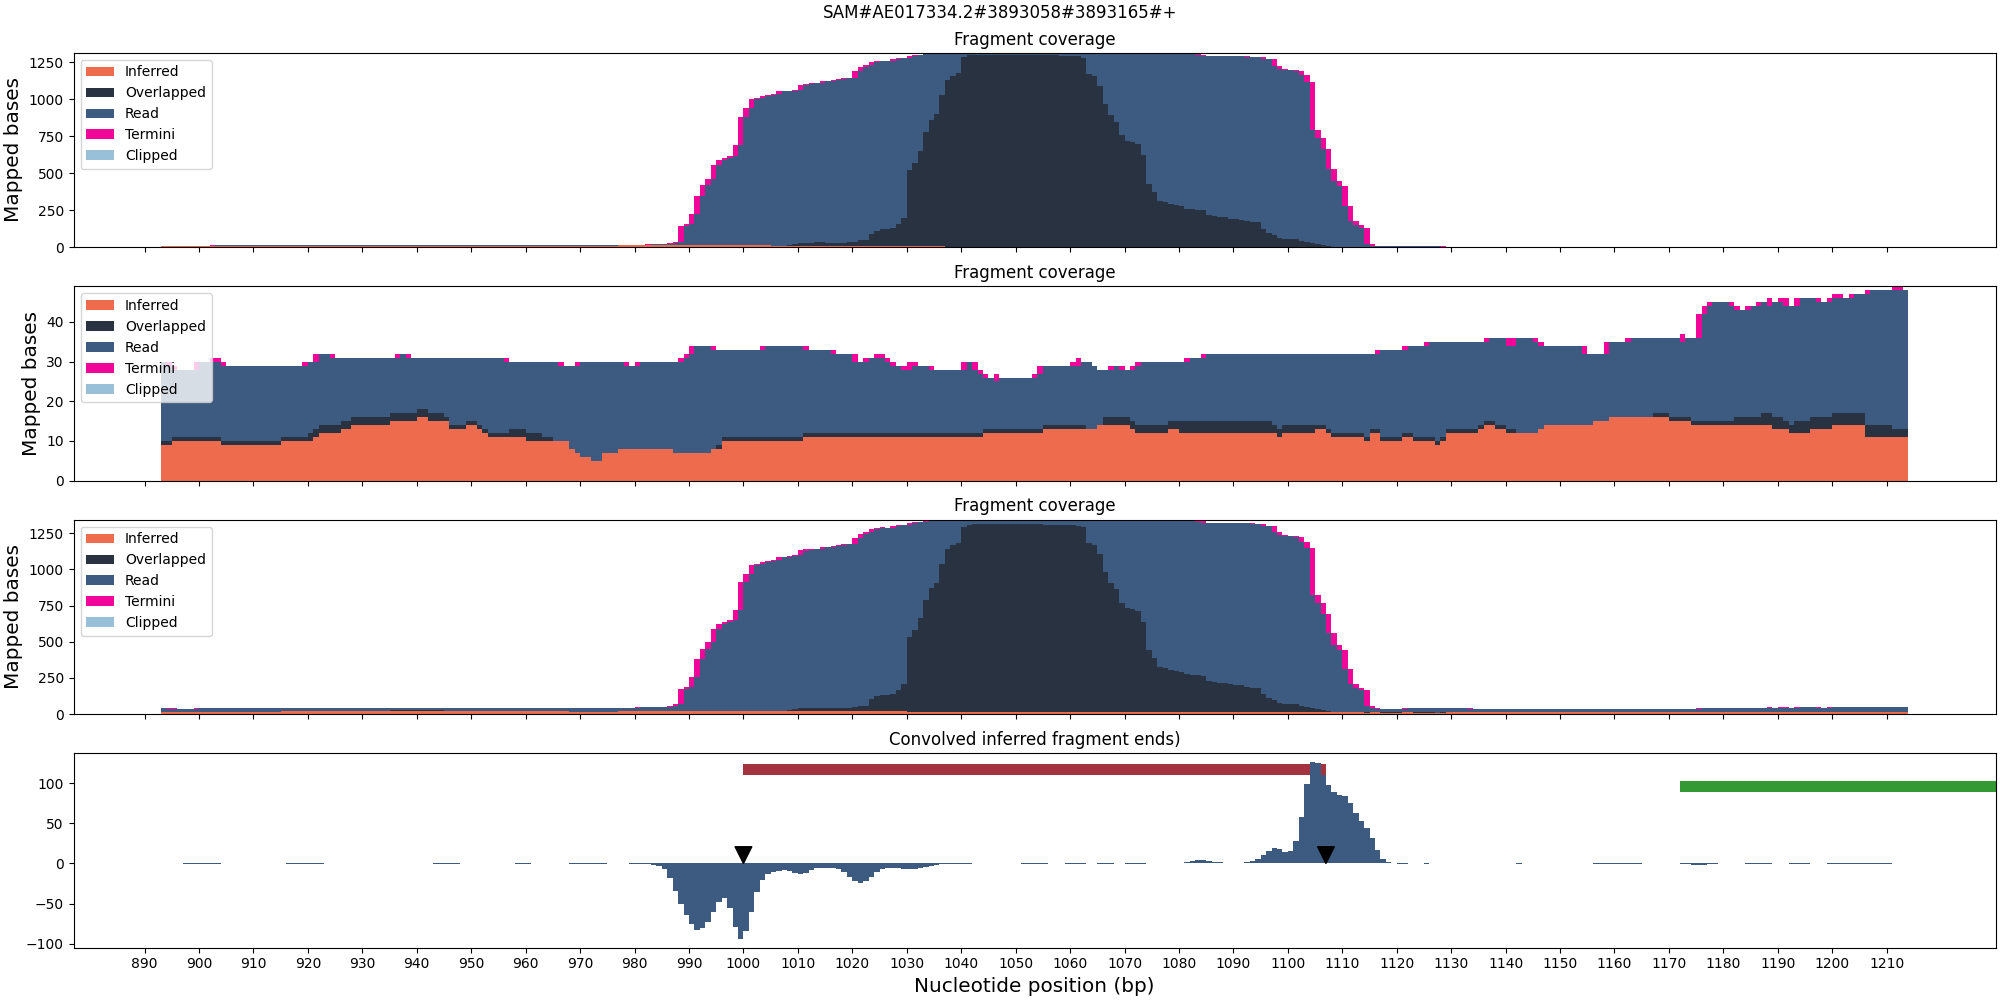 SAM#AE017334.2#3893058#3893165#+
Fragment coverage
Mapped bases
1250
1000
750
500
250
0
Inferred
Overlapped
Read
Termini
Clipped
Fragment coverage
Mapped bases
40
30
20
10
0
Inferred
Overlapped
Read
Termini
Clipped
Fragment coverage
Mapped bases
1250
1000
750
500
250
0
Inferred
Overlapped
Read
Termini
Clipped
Convolved inferred fragment ends)
100
50
0
−50
−100
890 900 910 920 930 940 950 960 970 980 990 1000 1010 1020 1030 1040 1050 1060 1070 1080 1090 1100 1110 1120 1130 1140 1150 1160 1170 1180 1190 1200 1210
Nucleotide position (bp)